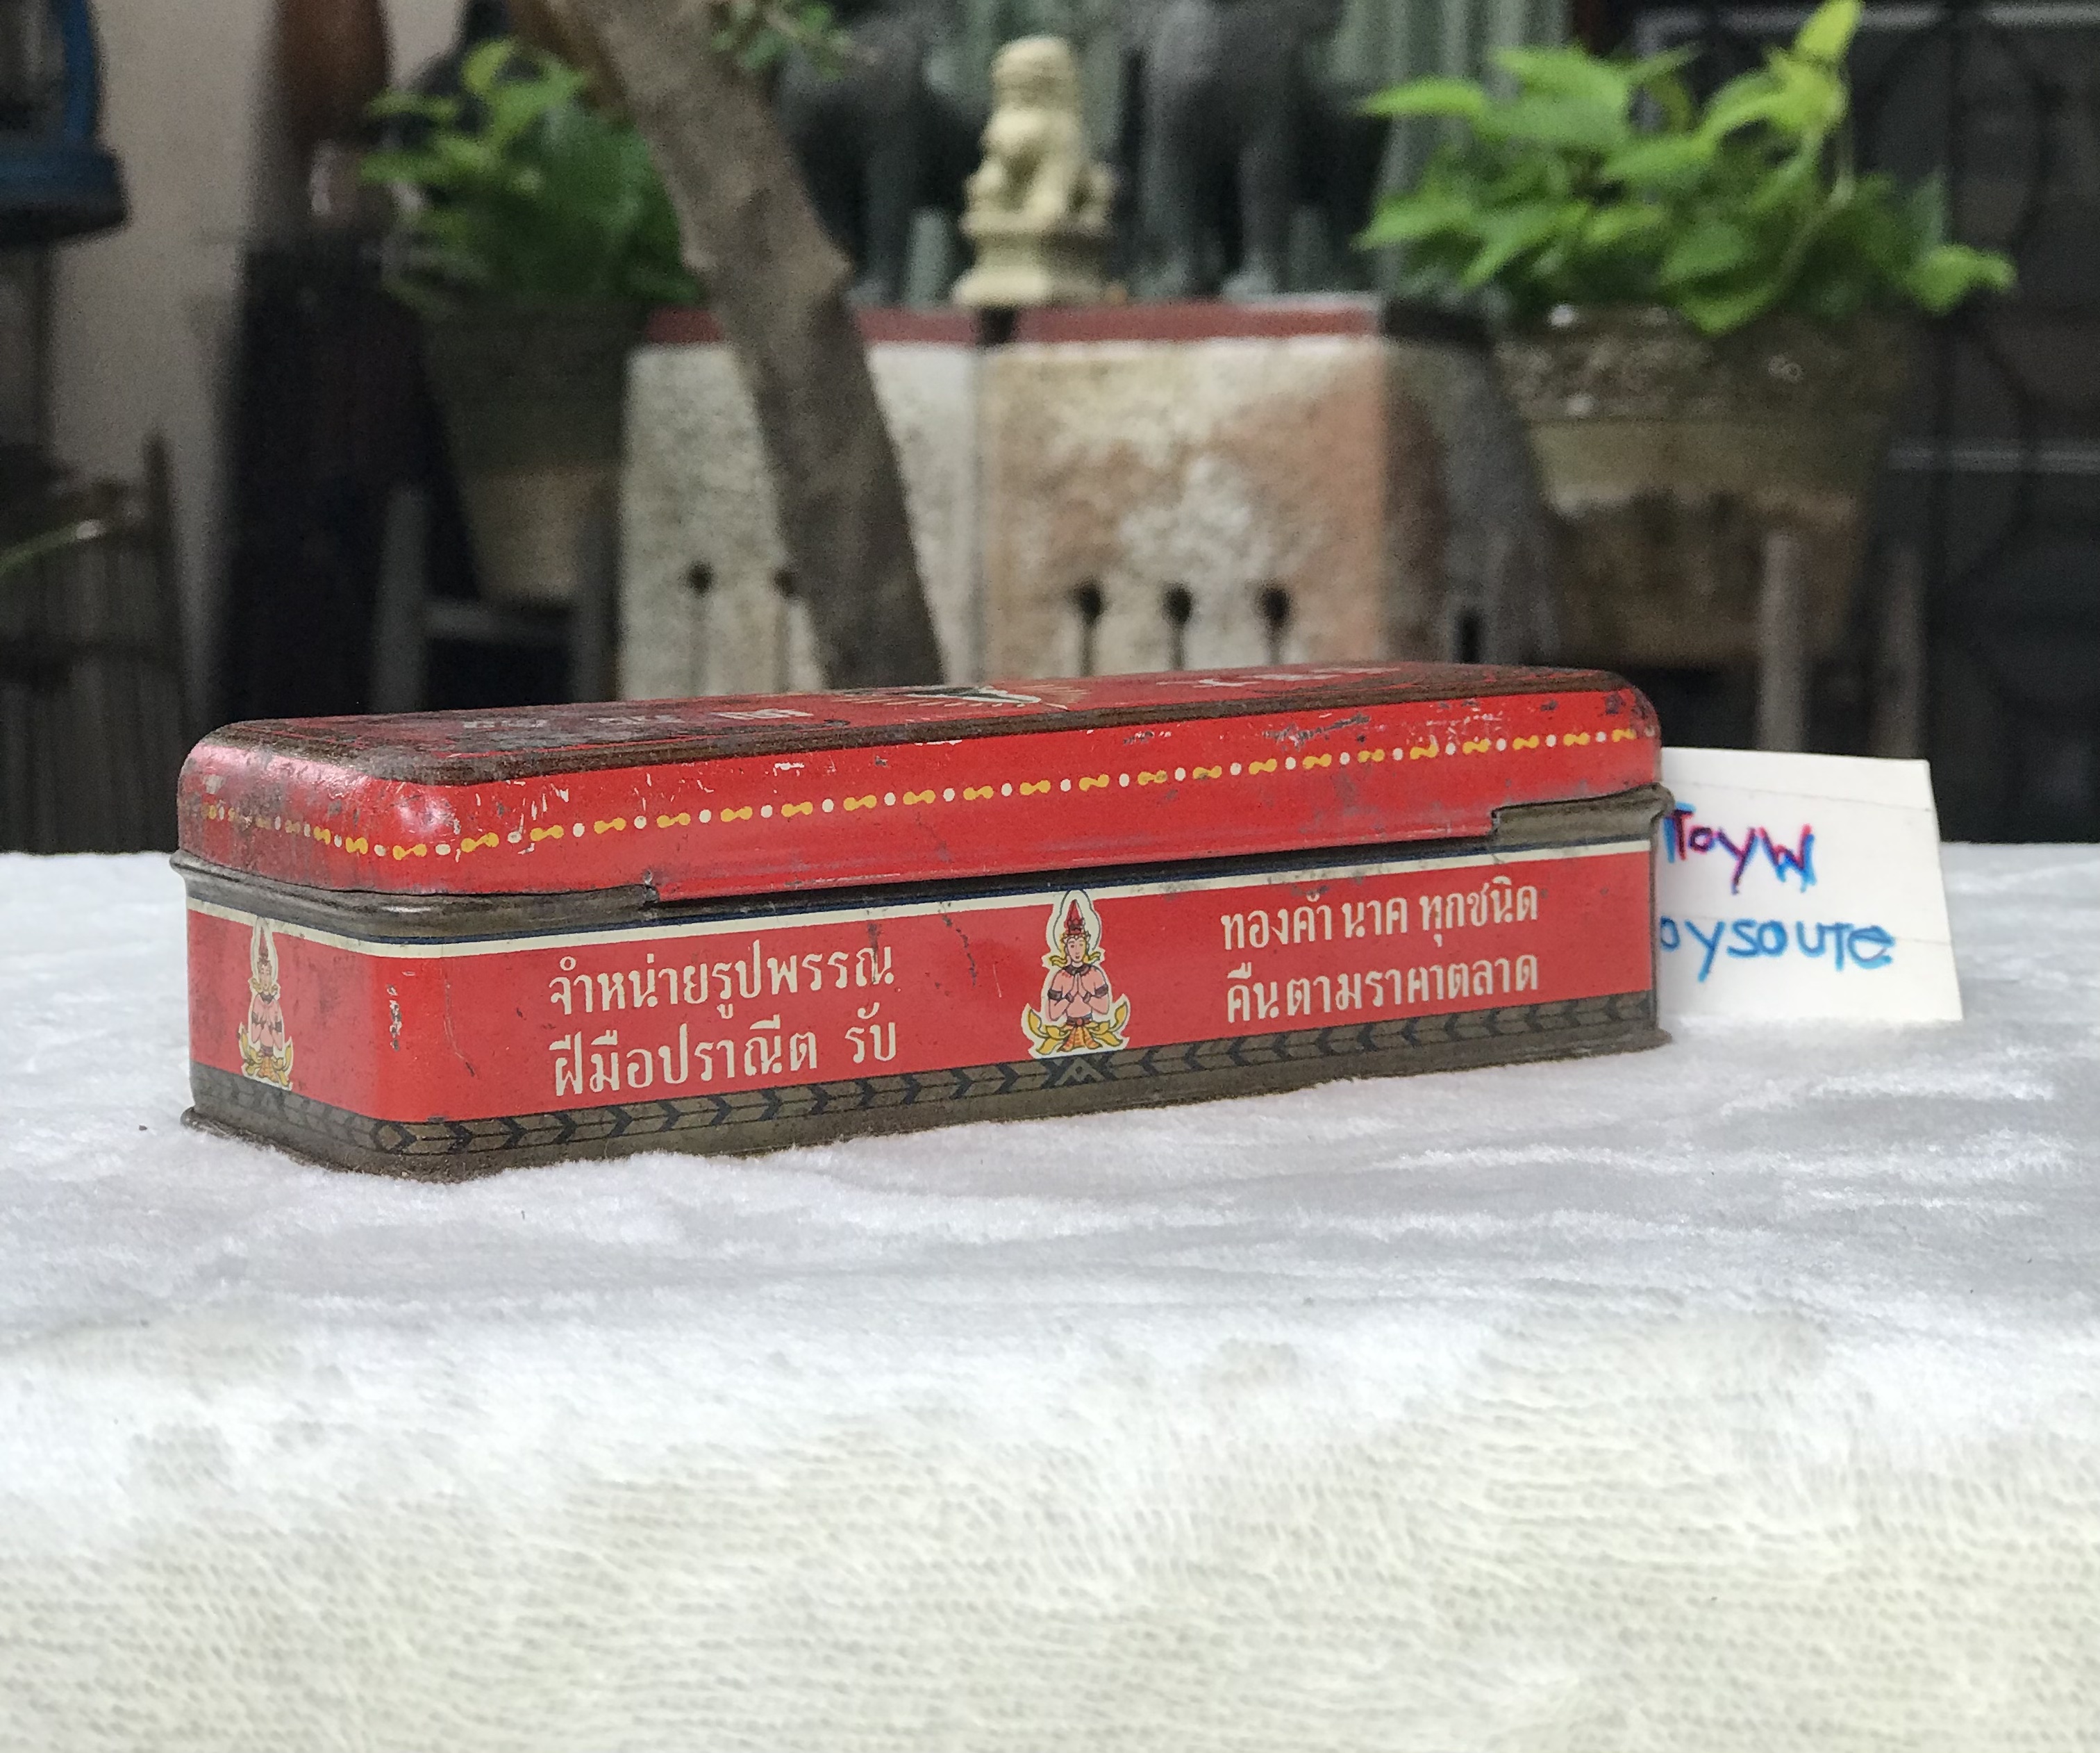 จำหน่ายรูปพรรณ
ฝีมือปราณีต รับ
ทองคำ นาค ทุกชนิด
คืนตามราคาตลาด
ToyW
oysoute